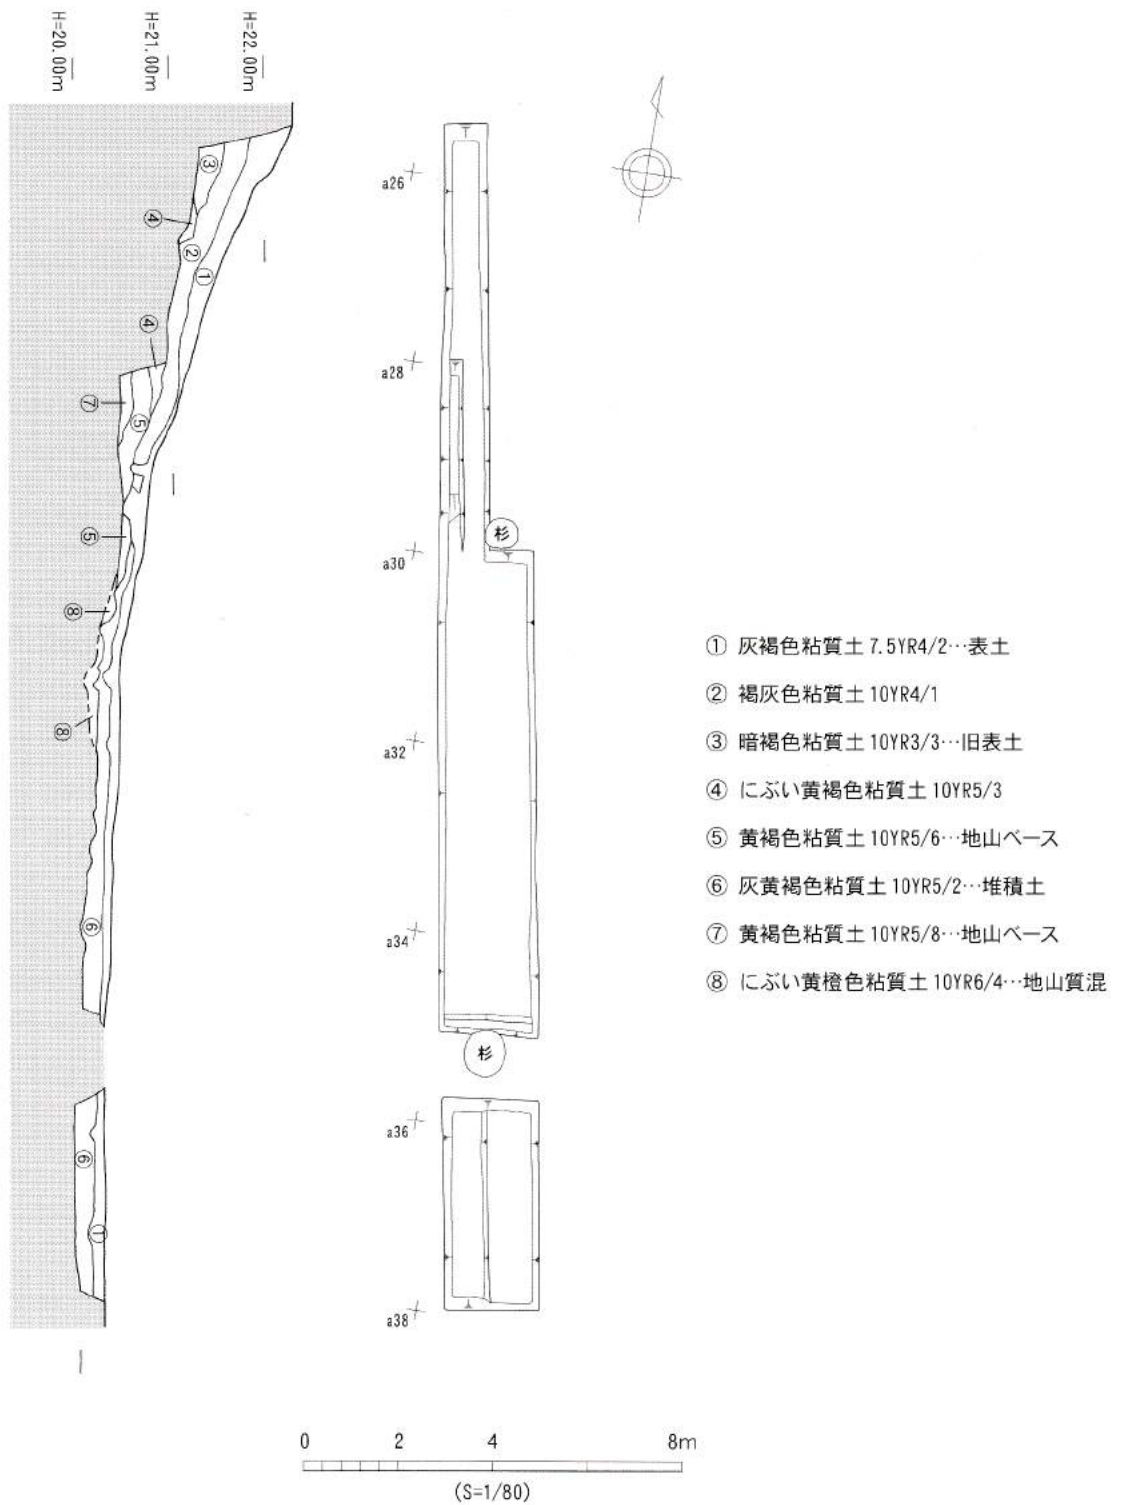 H=20.00m
H=21.00m
H=22.00m
③
④
②
①
④
⑦
⑤
⑤
⑧
⑧
⑥
⑥
①
a26
a28
杉
a30
a32
a34
杉
a36
a38
① 灰褐色粘質土 7.5YR4/2…表土
② 褐灰色粘質土 10YR4/1
③ 暗褐色粘質土 10YR3/3…旧表土
④ にぶい黄褐色粘質土 10YR5/3
⑤ 黄褐色粘質土 10YR5/6…地山ベース
⑥ 灰黄褐色粘質土 10YR5/2…堆積土
⑦ 黄褐色粘質土 10YR5/8…地山ベース
⑧ にぶい黄橙色粘質土 10YR6/4…地山質混
0 2 4 8m
(S=1/80)